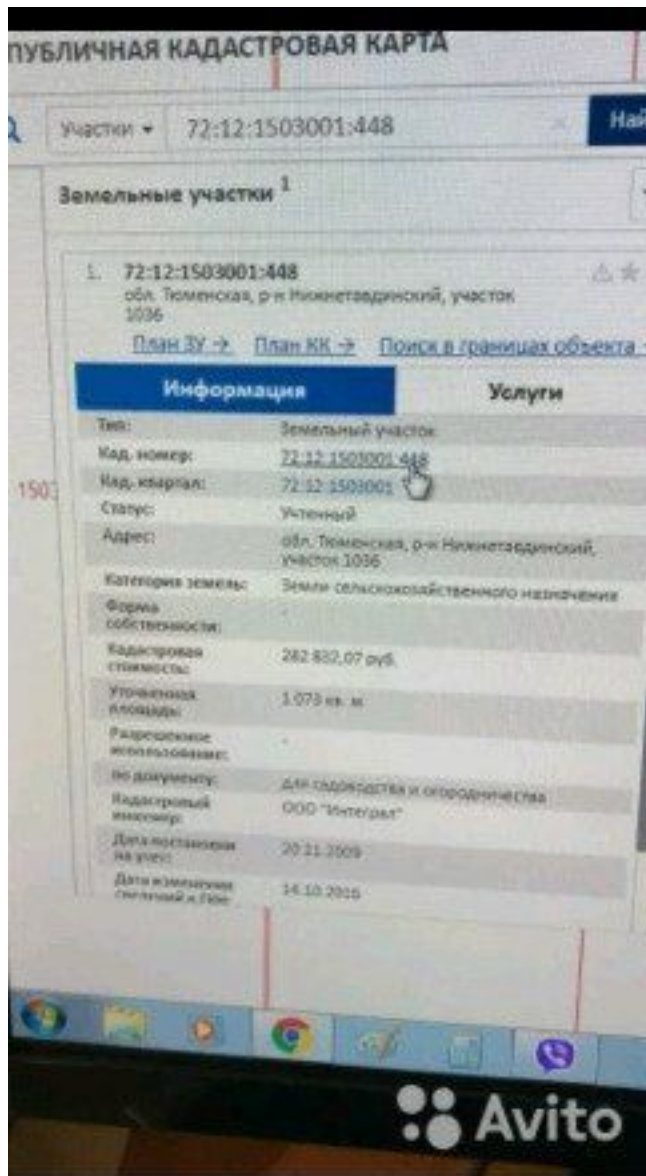 ПУБЛИЧНАЯ КАДАСТРОВАЯ КАРТА
Участки 72:12:1503001:448 Най
Земельные участки 1
1. 72:12:1503001:448
обл. Тюменская, р-н Нижнетавдинский, участок
1036
План ЗУ → План КК → Поиск в границах объекта
Информация Услуги
Тип: Земельный участок
Кад. номер: 72:12:1503001:448
Кад. квартал: 72:12:1503001
Статус: Учтенный
Адрес: обл. Тюменская, р-н Нижнетавдинский,
участок 1036
Категория земель: Земли сельскохозяйственного назначения
Форма
собственности: -
Кадастровая
стоимость: 282 832,07 руб.
Уточненная
площадь: 1 073 кв. м
Разрешенное
использование: -
по документу: для садоводства и огородничества
Кадастровый
инженер: ООО "Интеграл"
Дата постановки
на учет: 20.11.2009
Дата изменения
сведений в ГКН: 14.10.2016
1503
Avito